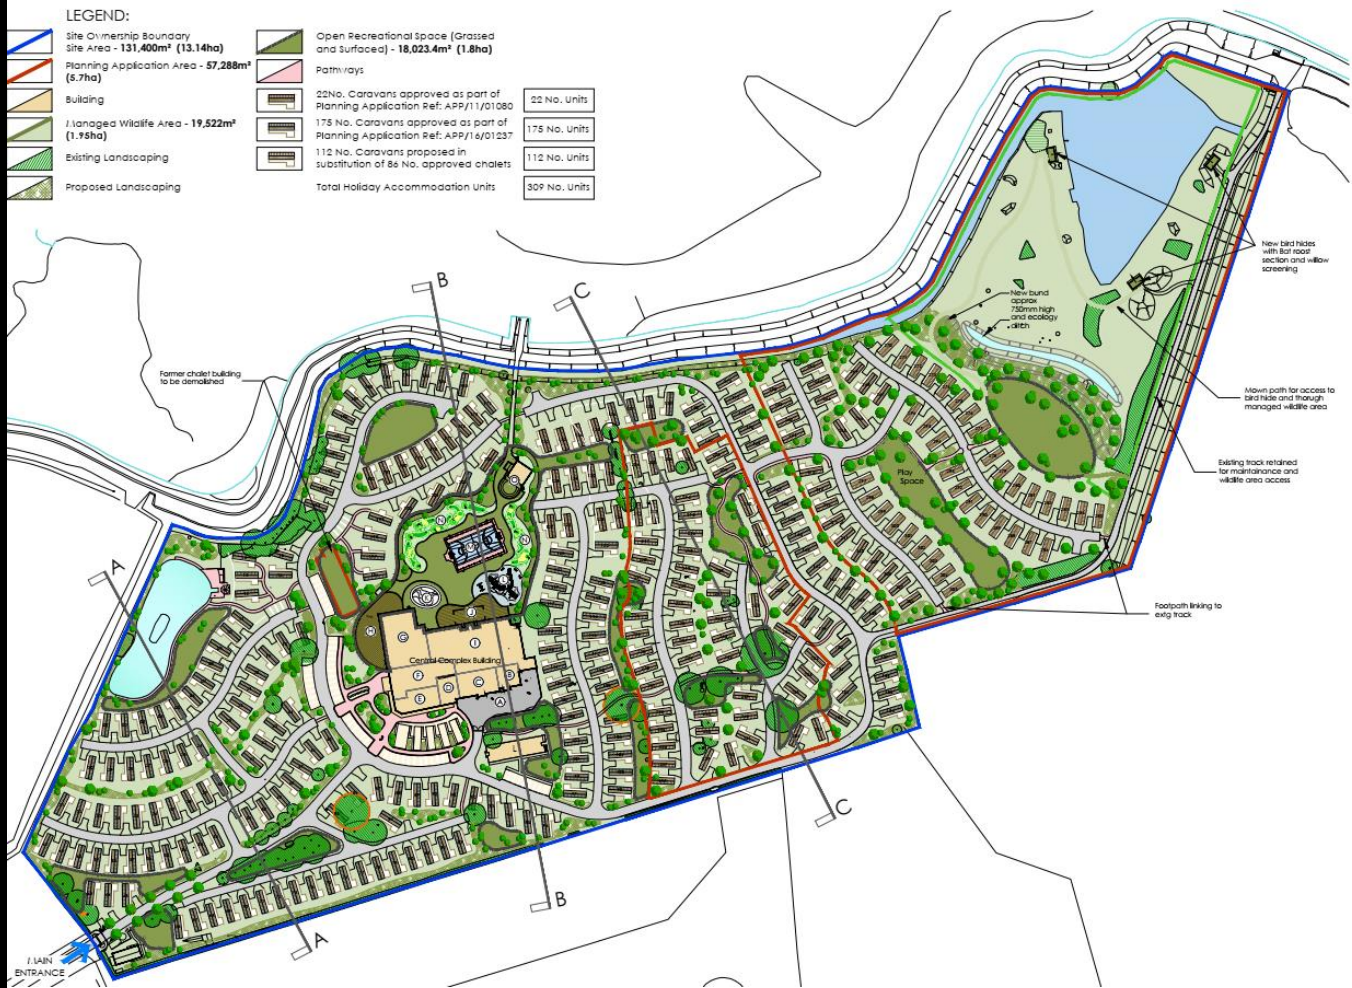 LEGEND:
Site Ownership Boundary
Site Area - 131,400m² (13.14ha)
Planning Application Area - 57,288m²
(5.7ha)
Building
Managed Wildlife Area - 19,522m²
(1.95ha)
Existing Landscaping
Proposed Landscaping
Open Recreational Space (Grassed
and Surfaced) - 18,023.4m² (1.8ha)
Pathways
22No. Caravans approved as part of
Planning Application Ref: APP/11/01080
22 No. Units
175 No. Caravans approved as part of
Planning Application Ref: APP/16/01237
175 No. Units
112 No. Caravans proposed in
substitution of 86 No. approved chalets
112 No. Units
Total Holiday Accommodation Units
309 No. Units
New bird hides
with Bat roost
section and willow
screening
New bund
approx
750mm high
and ecology
ditch
B
C
Former chalet building
to be demolished
Mown path for access to
bird hide and thorugh
managed wildlife area
Existing track retained
for maintainance and
wildlife area access
Play
Space
N
N
A
Footpath linking to
extg track
K
J
H
G
I
Central Complex Building
F
E
D
C
B
A
C
B
A
MAIN
ENTRANCE